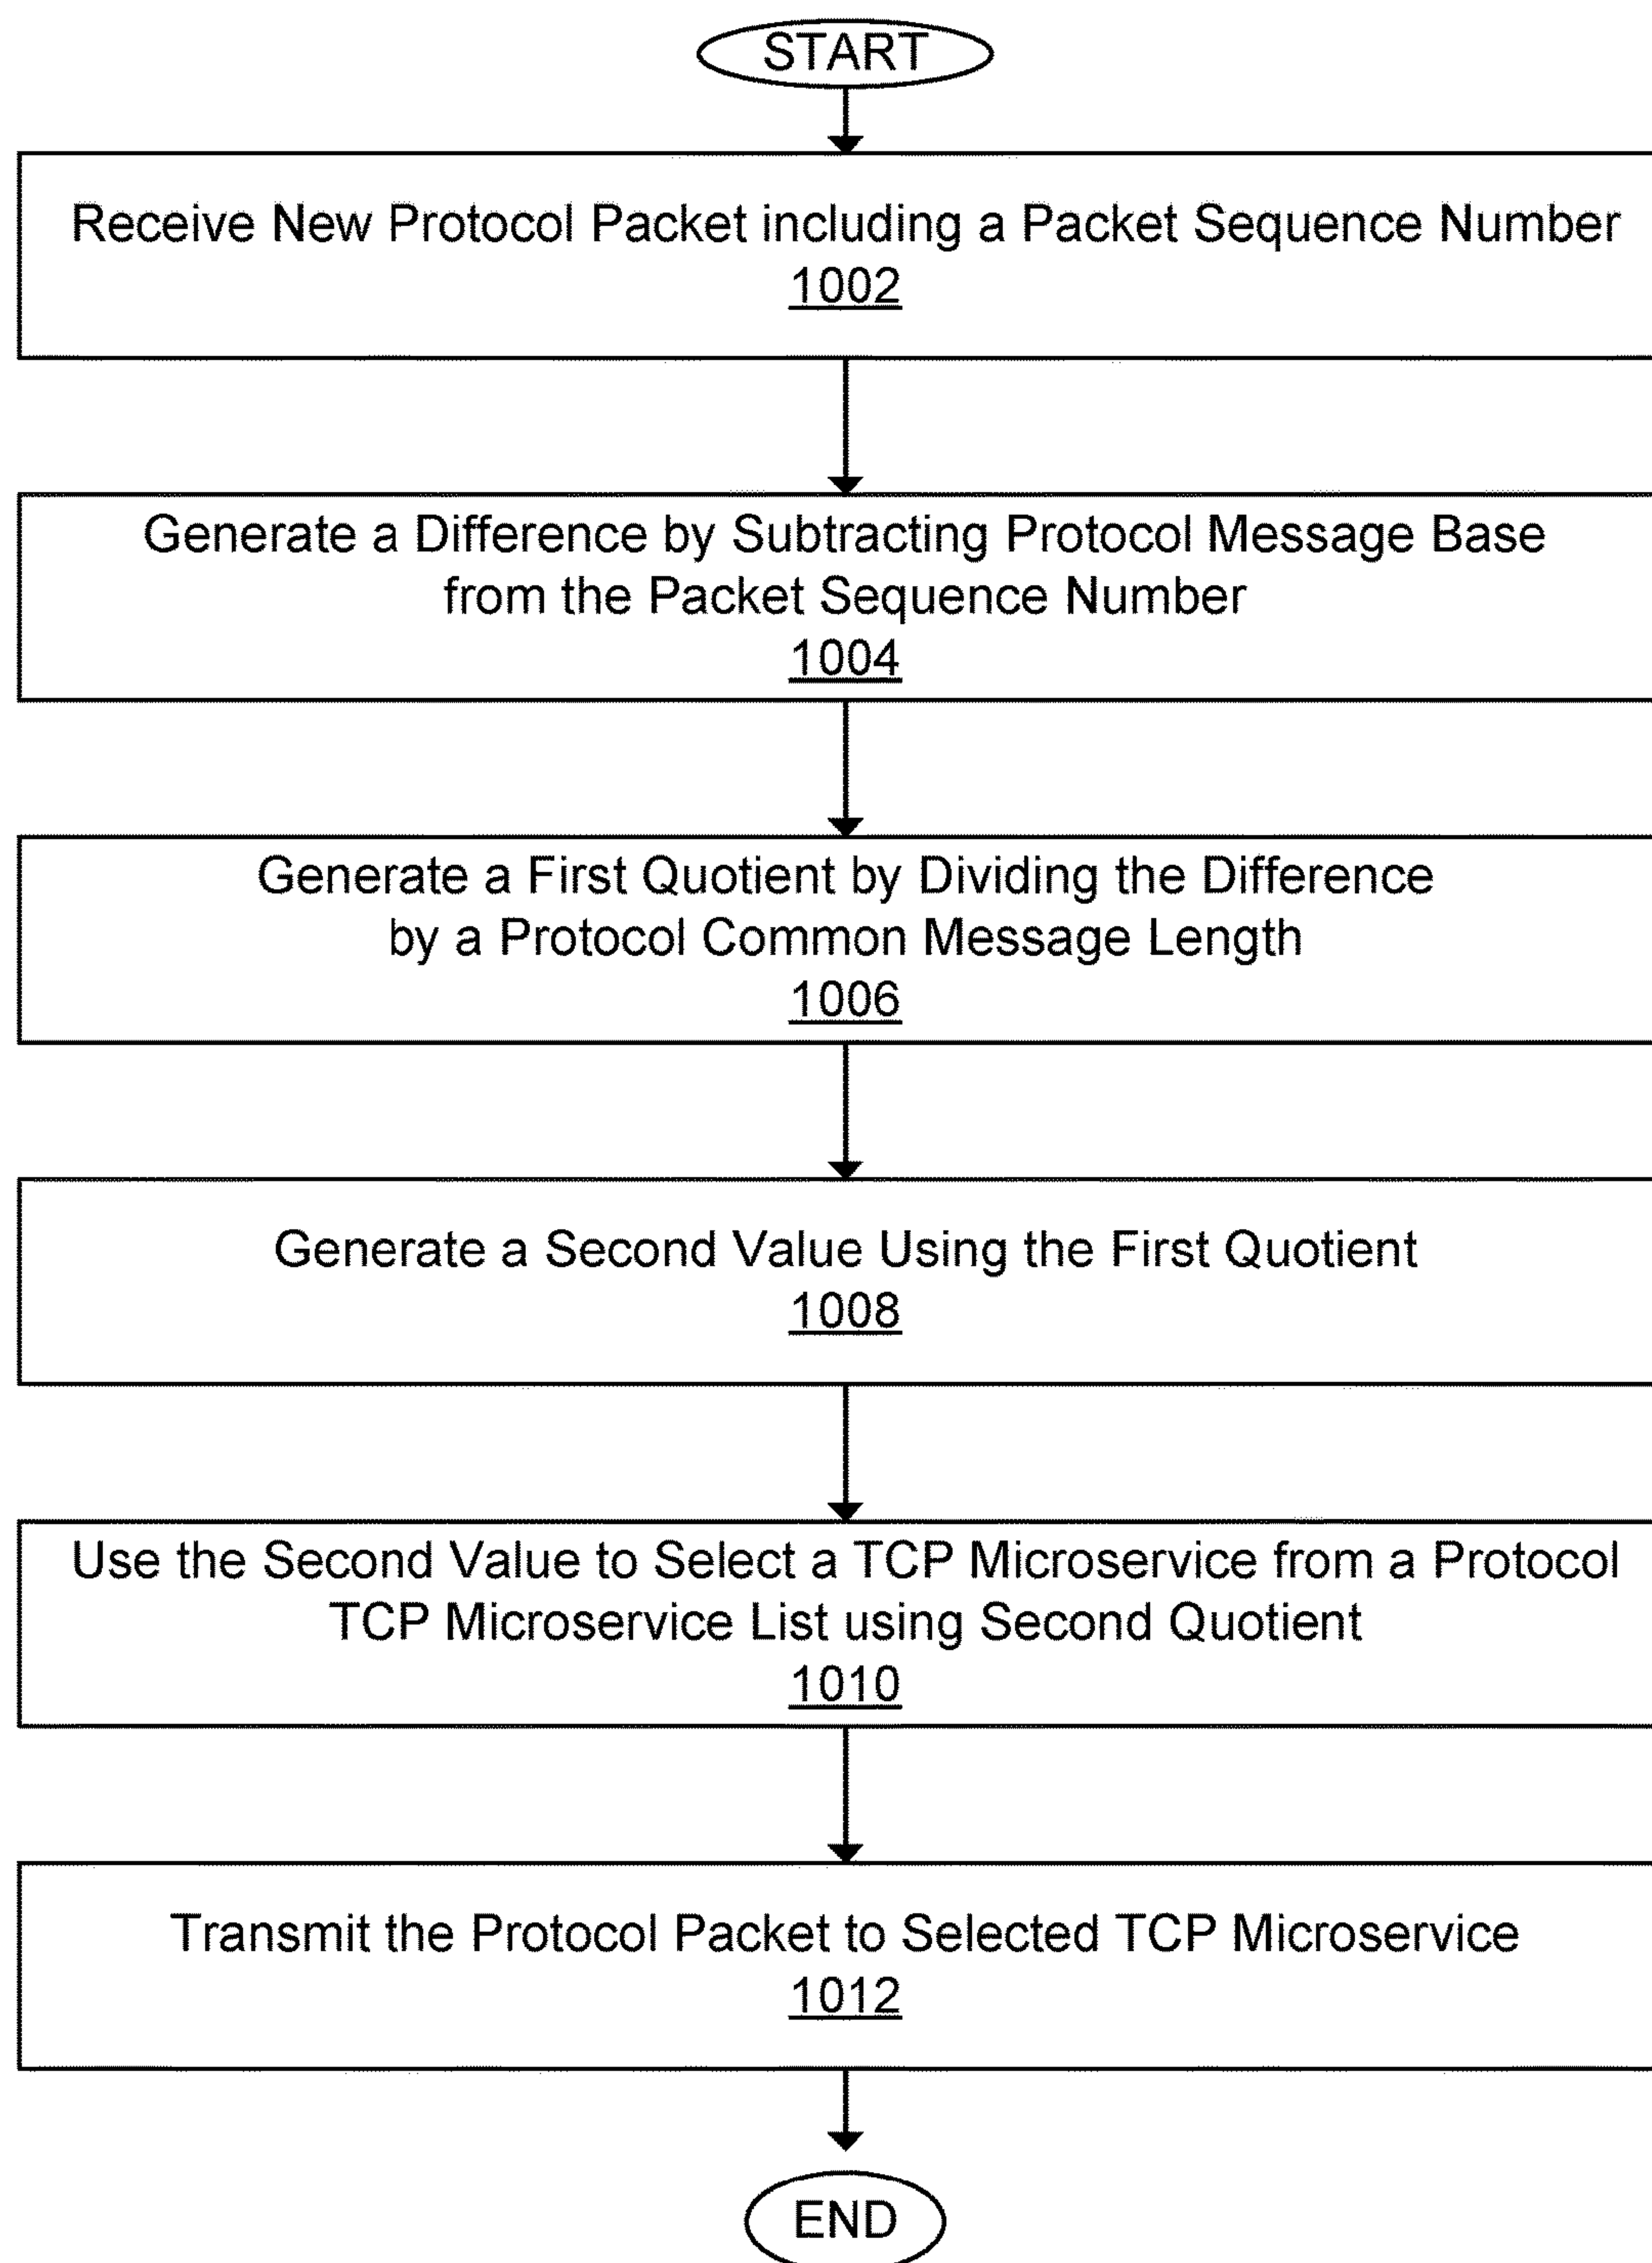 START
Receive New Protocol Packet including a Packet Sequence Number
1002
Generate a Difference by Subtracting Protocol Message Base
from the Packet Sequence Number
1004
Generate a First Quotient by Dividing the Difference
by a Protocol Common Message Length
1006
Generate a Second Value Using the First Quotient
1008
Use the Second Value to Select a TCP Microservice from a Protocol
TCP Microservice List using Second Quotient
1010
Transmit the Protocol Packet to Selected TCP Microservice
1012
END